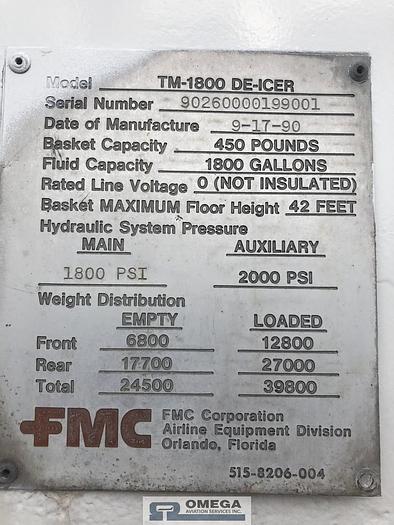 Model TM-1800 DE-ICER
Serial Number 90260000199001
Date of Manufacture 9-17-90
Basket Capacity 450 POUNDS
Fluid Capacity 1800 GALLONS
Rated Line Voltage 0 (NOT INSULATED)
Basket MAXIMUM Floor Height 42 FEET
Hydraulic System Pressure
MAIN AUXILIARY
1800 PSI 2000 PSI
Weight Distribution
EMPTY LOADED
Front 6800 12800
Rear 17700 27000
Total 24500 39800
FMC
FMC Corporation
Airline Equipment Division
Orlando, Florida
515-8206-004
OMEGA
AVIATION SERVICES INC.